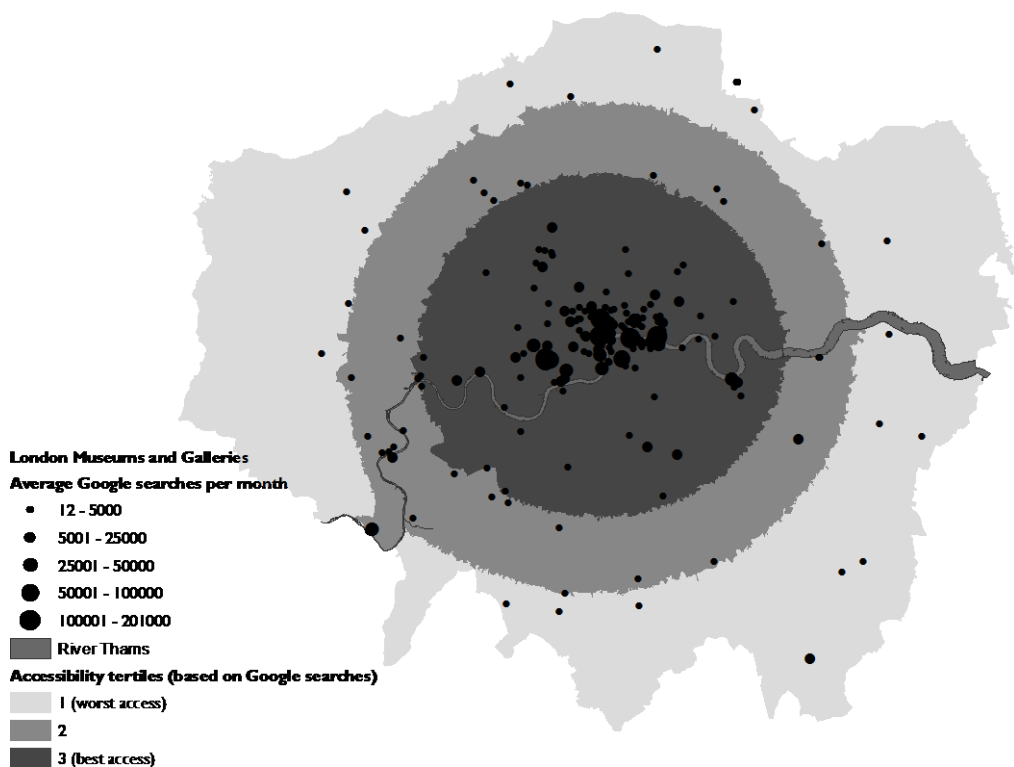 London Museums and Galleries
Average Google searches per month
12 - 5000
5001 - 25000
25001 - 50000
50001 - 100000
100001 - 201000
River Thams
Accessibility tertiles (based on Google searches)
1 (worst access)
2
3 (best access)